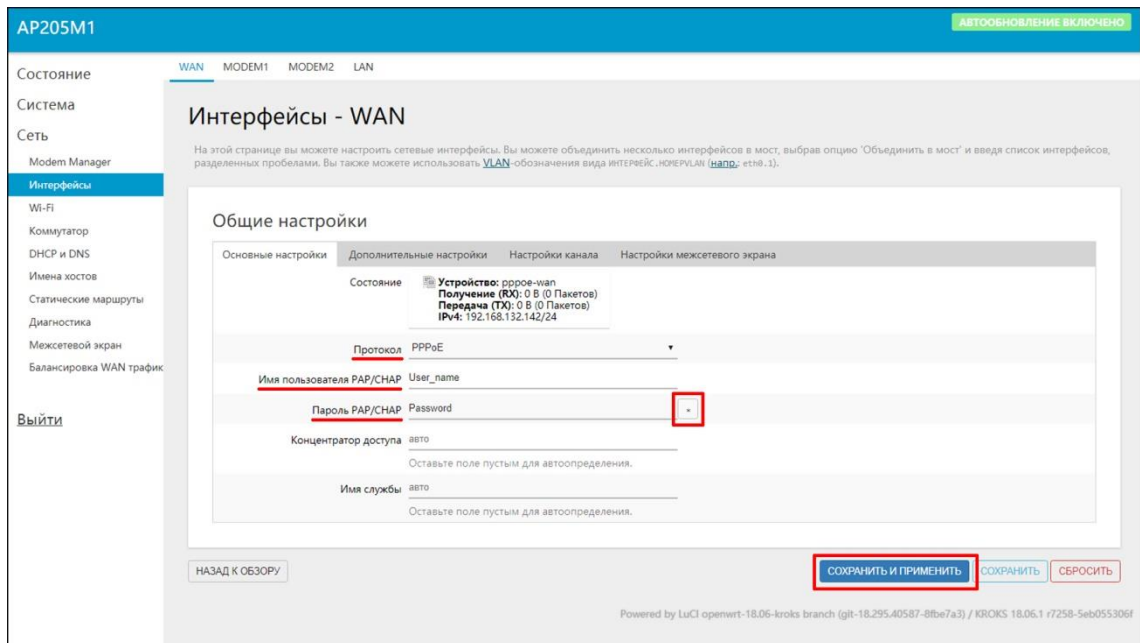 AP205M1
АВТООБНОВЛЕНИЕ ВКЛЮЧЕНО
Состояние
Система
Сеть
Modem Manager
Интерфейсы
Wi-Fi
Коммутатор
DHCP и DNS
Имена хостов
Статические маршруты
Диагностика
Межсетевой экран
Балансировка WAN трафик
Выйти
WAN MODEM1 MODEM2 LAN
Интерфейсы - WAN
На этой странице вы можете настроить сетевые интерфейсы. Вы можете объединить несколько интерфейсов в мост, выбрав опцию 'Объединить в мост' и введя список интерфейсов,
разделенных пробелами. Вы также можете использовать VLAN-обозначения вида ИНТЕРФЕЙС.НОМЕРVLAN (напр.: eth0.1).
Общие настройки
Основные настройки Дополнительные настройки Настройки канала Настройки межсетевого экрана
Состояние
Устройство: pppoe-wan
Получение (RX): 0 B (0 Пакетов)
Передача (TX): 0 B (0 Пакетов)
IPv4: 192.168.132.142/24
Протокол PPPoE
Имя пользователя PAP/CHAP User_name
Пароль PAP/CHAP Password *
Концентратор доступа авто
Оставьте поле пустым для автоопределения.
Имя службы авто
Оставьте поле пустым для автоопределения.
НАЗАД К ОБЗОРУ СОХРАНИТЬ И ПРИМЕНИТЬ СОХРАНИТЬ СБРОСИТЬ
Powered by LuCI openwrt-18.06-kroks branch (git-18.295.40587-8fbe7a3) / KROKS 18.06.1 r7258-5eb055306f